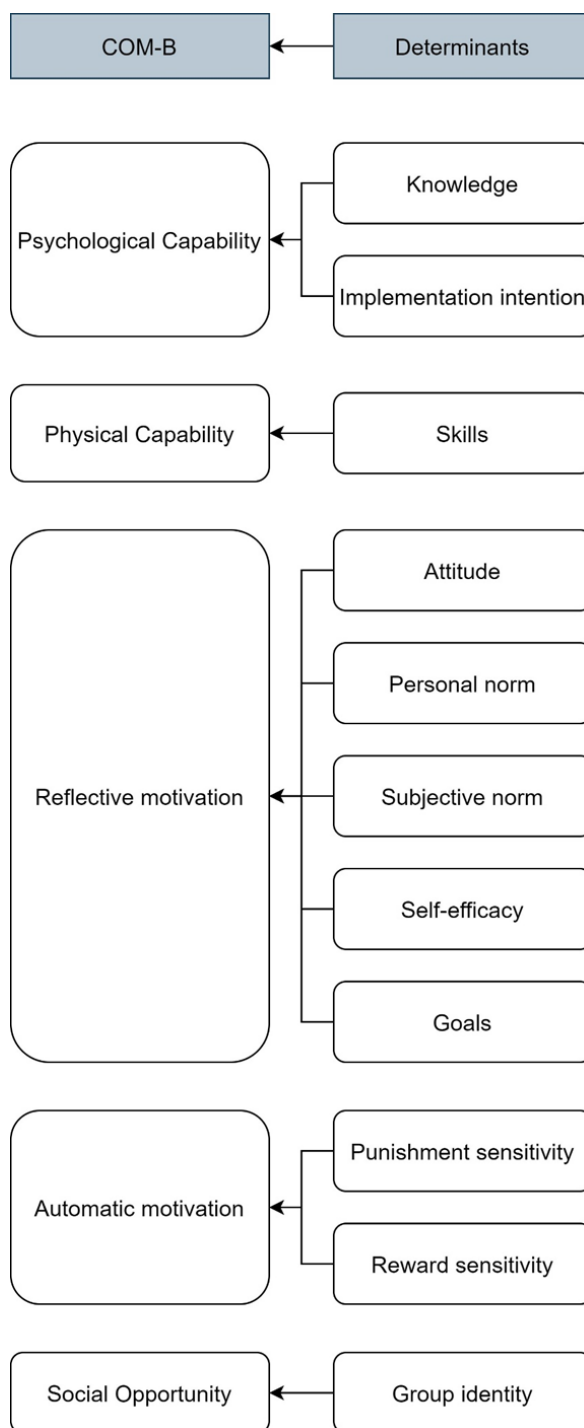 COM-B
Determinants
Psychological Capability
Knowledge
Implementation intention
Physical Capability
Skills
Reflective motivation
Attitude
Personal norm
Subjective norm
Self-efficacy
Goals
Automatic motivation
Punishment sensitivity
Reward sensitivity
Social Opportunity
Group identity